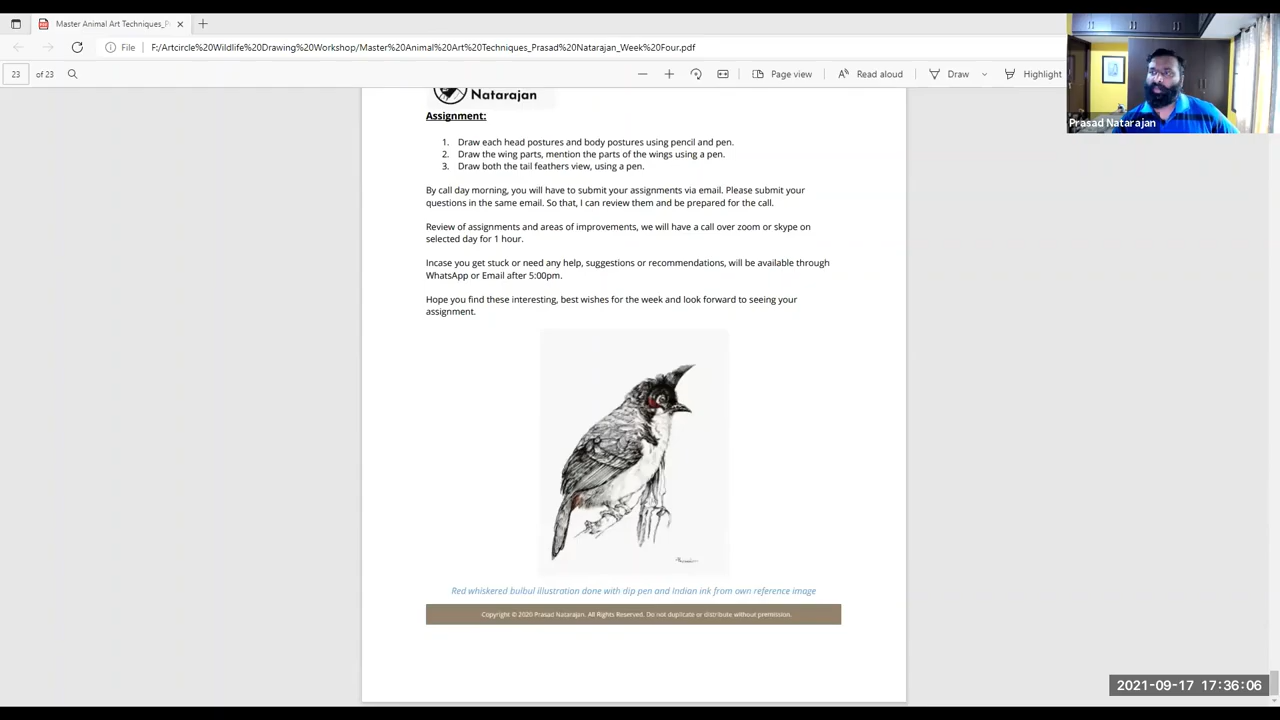 Master Animal Art Techniques_P
File
F:/Artcircle%20Wildlife%20Drawing%20Workshop/Master%20Animal%20Art%20Techniques_Prasad%20Natarajan_Week%20Four.pdf
23 of 23
Page view
Read aloud
Draw
Highlight
Prasad Natarajan
Natarajan
Assignment:
1. Draw each head postures and body postures using pencil and pen.
2. Draw the wing parts, mention the parts of the wings using a pen.
3. Draw both the tail feathers view, using a pen.
By call day morning, you will have to submit your assignments via email. Please submit your
questions in the same email. So that, I can review them and be prepared for the call.
Review of assignments and areas of improvements, we will have a call over zoom or skype on
selected day for 1 hour.
Incase you get stuck or need any help, suggestions or recommendations, will be available through
WhatsApp or Email after 5:00pm.
Hope you find these interesting, best wishes for the week and look forward to seeing your
assignment.
Red whiskered bulbul illustration done with dip pen and Indian ink from own reference image
Copyright © 2020 Prasad Natarajan. All Rights Reserved. Do not duplicate or distribute without premission.
2021-09-17 17:36:06